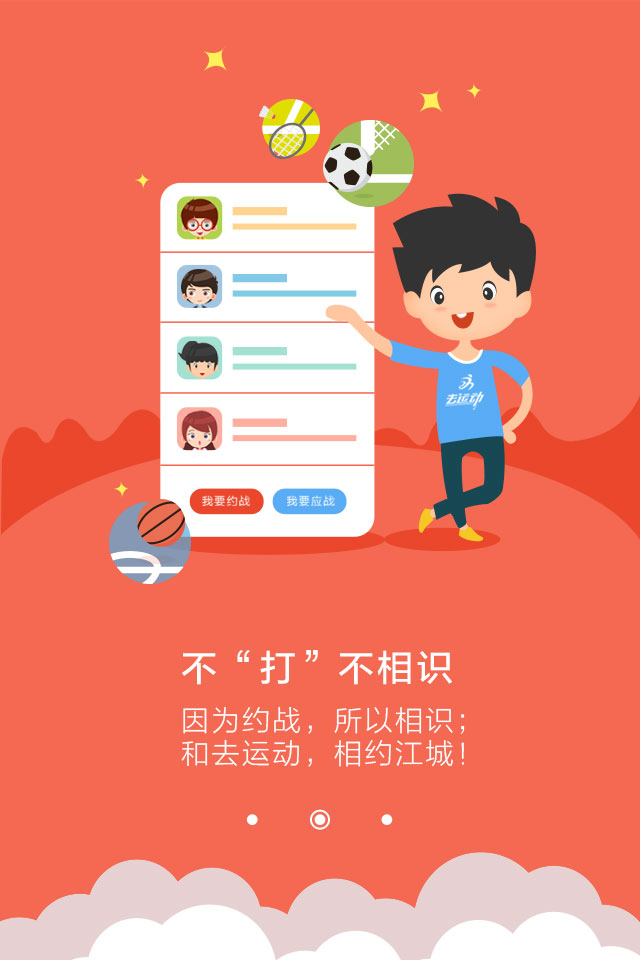 去运动
我要约战 我要应战
不“打”不相识
因为约战，所以相识；
和去运动，相约江城！